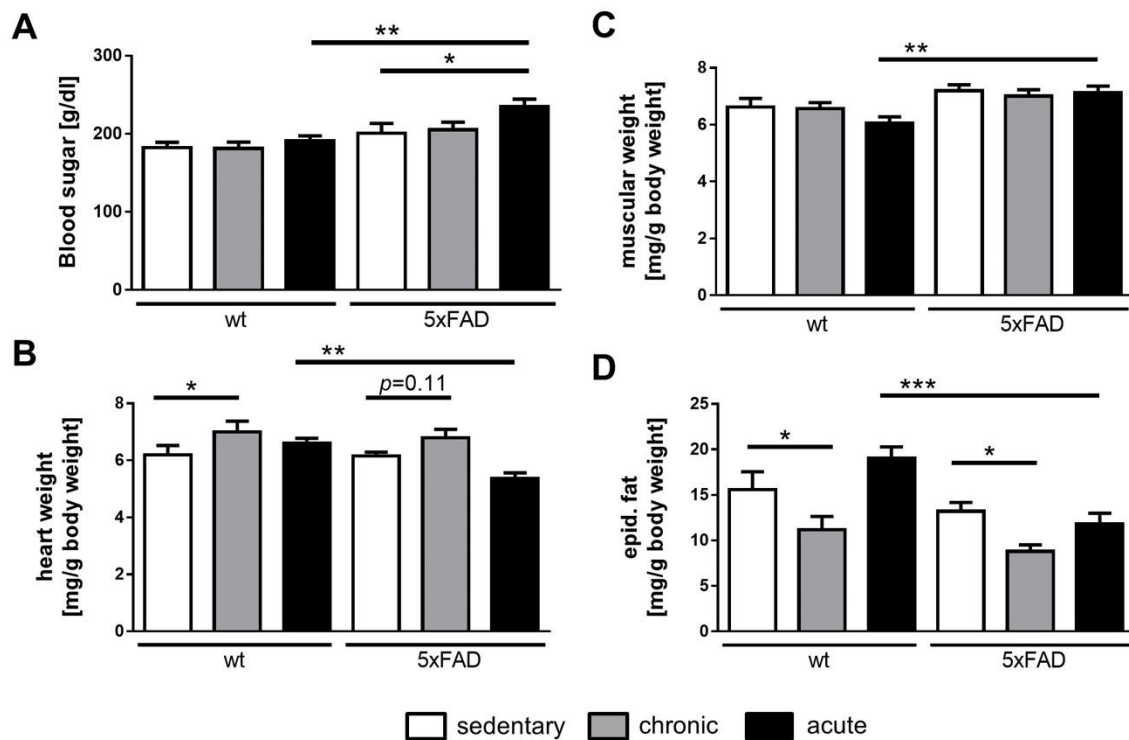 A
**
*
Blood sugar [g/dl]
300
200
100
0
wt
5xFAD
B
**
*
p=0.11
heart weight
[mg/g body weight]
8
6
4
2
0
wt
5xFAD
C
**
muscular weight
[mg/g body weight]
8
6
4
2
0
wt
5xFAD
D
***
*
*
epid. fat
[mg/g body weight]
25
20
15
10
5
0
wt
5xFAD
sedentary
chronic
acute